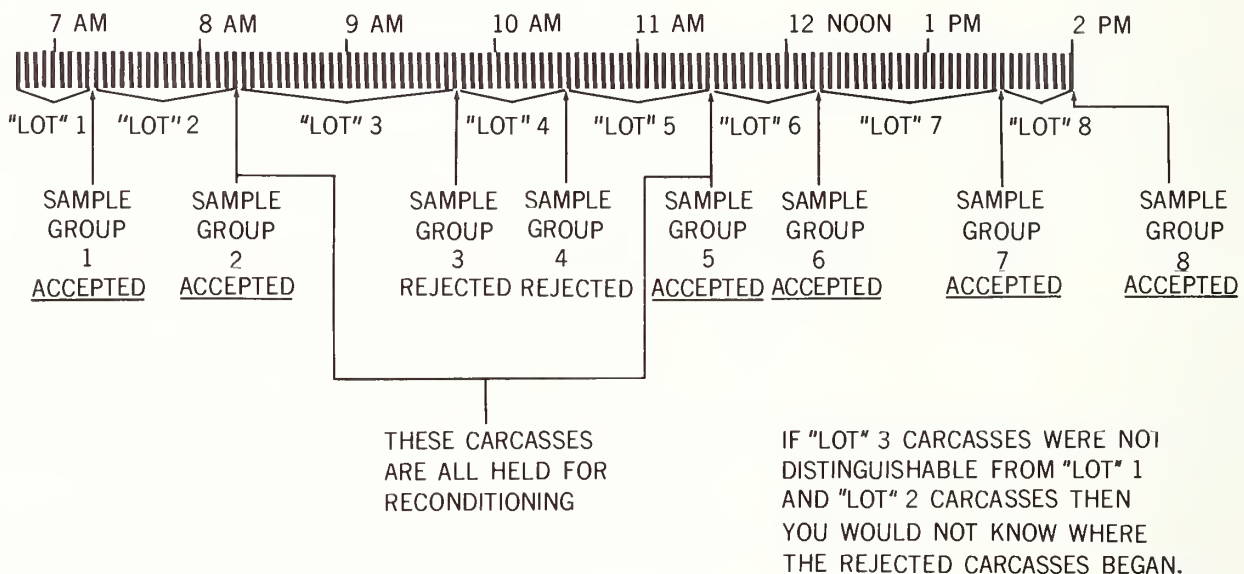 7 AM 8 AM 9 AM 10 AM 11 AM 12 NOON 1 PM 2 PM
"LOT" 1 "LOT" 2 "LOT" 3 "LOT" 4 "LOT" 5 "LOT" 6 "LOT" 7 "LOT" 8
SAMPLE GROUP 1 ACCEPTED
SAMPLE GROUP 2 ACCEPTED
SAMPLE GROUP 3 REJECTED
SAMPLE GROUP 4 REJECTED
SAMPLE GROUP 5 ACCEPTED
SAMPLE GROUP 6 ACCEPTED
SAMPLE GROUP 7 ACCEPTED
SAMPLE GROUP 8 ACCEPTED
THESE CARCASSES
ARE ALL HELD FOR
RECONDITIONING
IF "LOT" 3 CARCASSES WERE NOT
DISTINGUISHABLE FROM "LOT" 1
AND "LOT" 2 CARCASSES THEN
YOU WOULD NOT KNOW WHERE
THE REJECTED CARCASSES BEGAN.